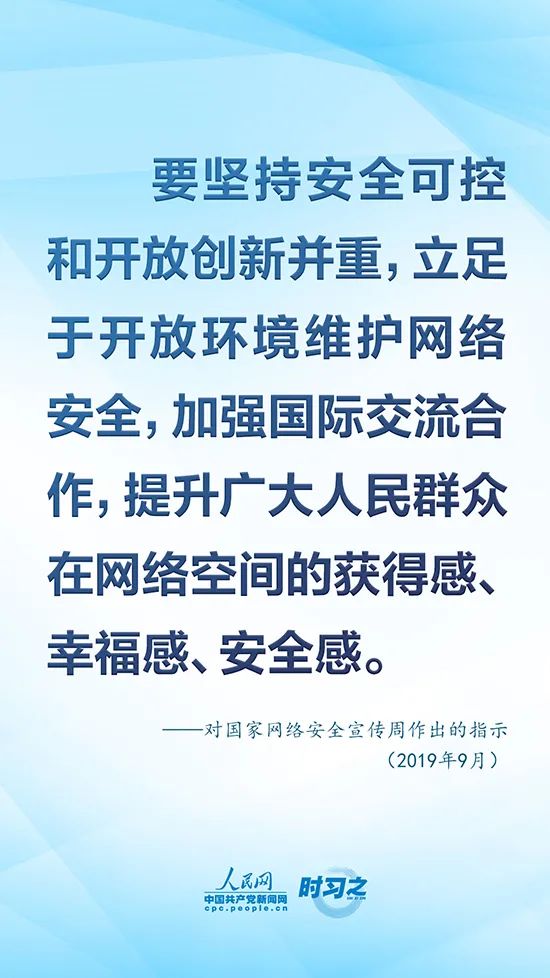 要坚持安全可控
和开放创新并重，立足
于开放环境维护网络
安全，加强国际交流合
作，提升广大人民群众
在网络空间的获得感、
幸福感、安全感。
——对国家网络安全宣传周作出的指示
（2019年9月）
人民网
中国共产党新闻网
cpc.people.cn
时习之